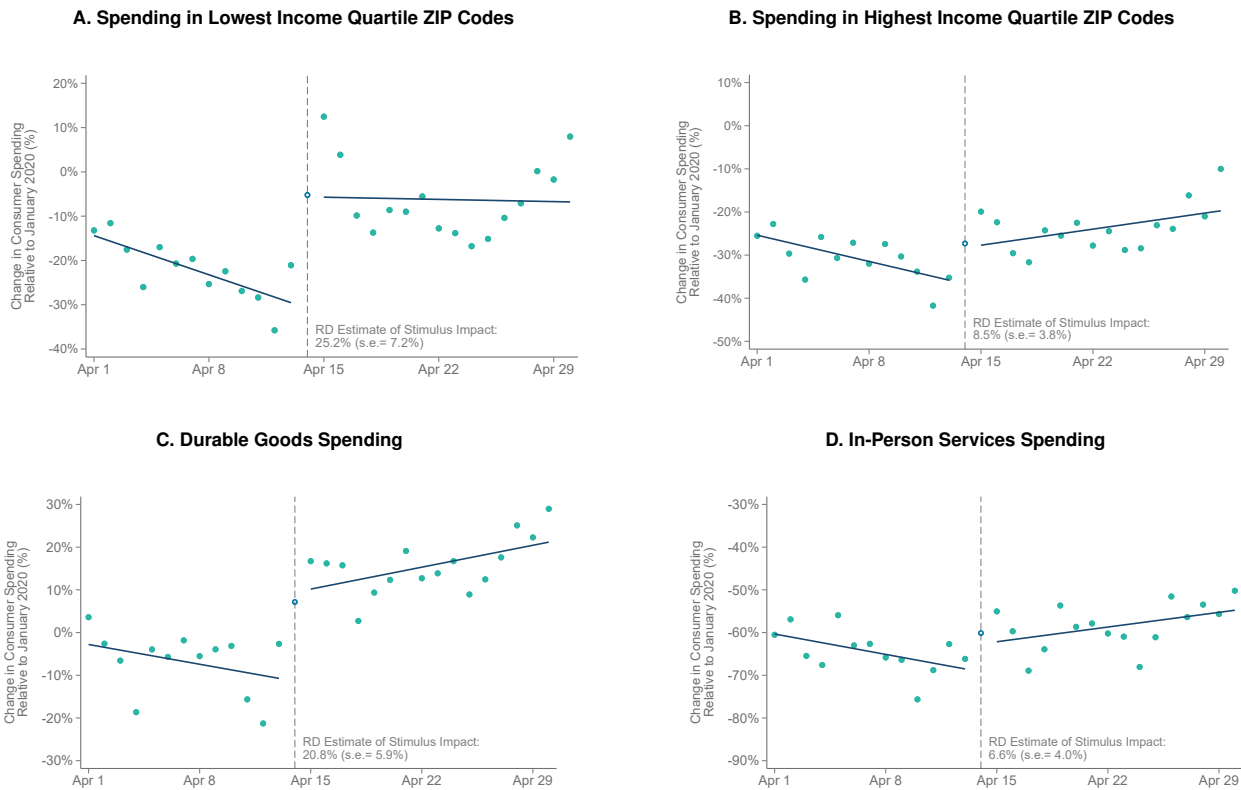 A. Spending in Lowest Income Quartile ZIP Codes
Change in Consumer Spending
Relative to January 2020 (%)
20%
10%
0%
-10%
-20%
-30%
-40%
RD Estimate of Stimulus Impact:
25.2% (s.e.= 7.2%)
Apr 1
Apr 8
Apr 15
Apr 22
Apr 29
B. Spending in Highest Income Quartile ZIP Codes
Change in Consumer Spending
Relative to January 2020 (%)
10%
0%
-10%
-20%
-30%
-40%
-50%
RD Estimate of Stimulus Impact:
8.5% (s.e.= 3.8%)
Apr 1
Apr 8
Apr 15
Apr 22
Apr 29
C. Durable Goods Spending
Change in Consumer Spending
Relative to January 2020 (%)
30%
20%
10%
0%
-10%
-20%
-30%
RD Estimate of Stimulus Impact:
20.8% (s.e.= 5.9%)
Apr 1
Apr 8
Apr 15
Apr 22
Apr 29
D. In-Person Services Spending
Change in Consumer Spending
Relative to January 2020 (%)
-30%
-40%
-50%
-60%
-70%
-80%
-90%
RD Estimate of Stimulus Impact:
6.6% (s.e.= 4.0%)
Apr 1
Apr 8
Apr 15
Apr 22
Apr 29